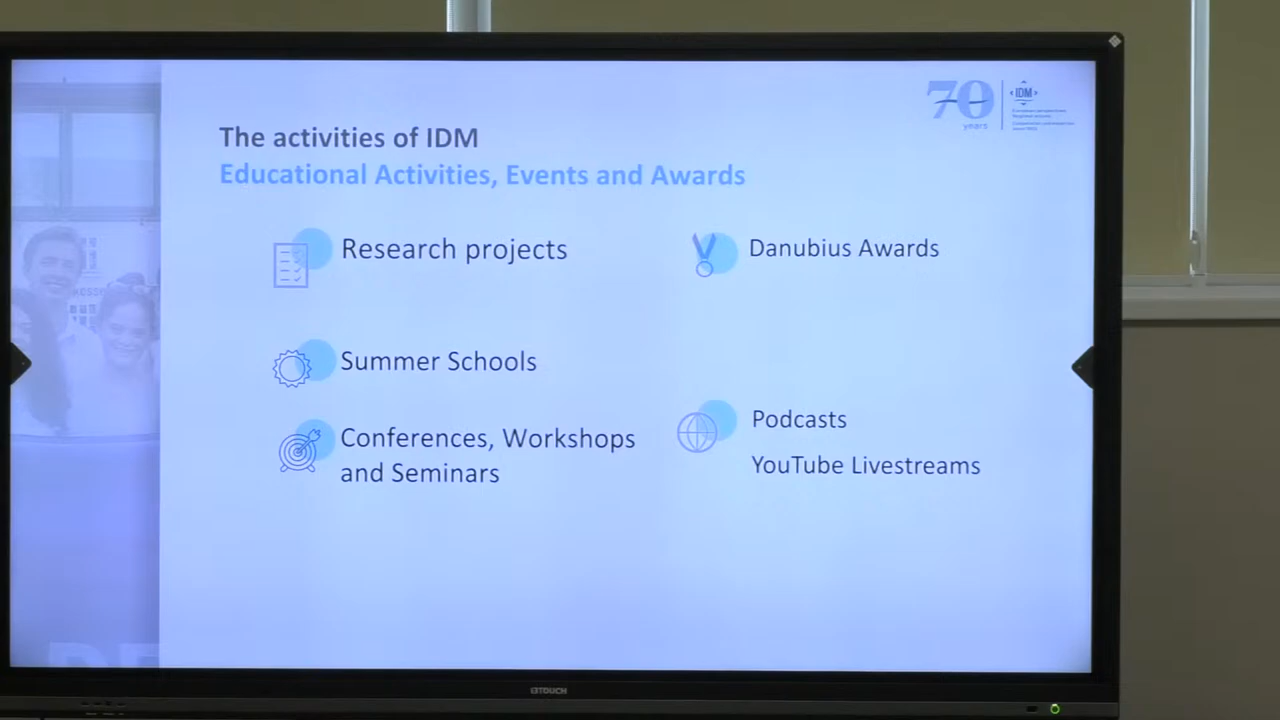 70
years
IDM
The activities of IDM
Educational Activities, Events and Awards
Research projects
Summer Schools
Conferences, Workshops
and Seminars
Danubius Awards
Podcasts
YouTube Livestreams
i3TOUCH